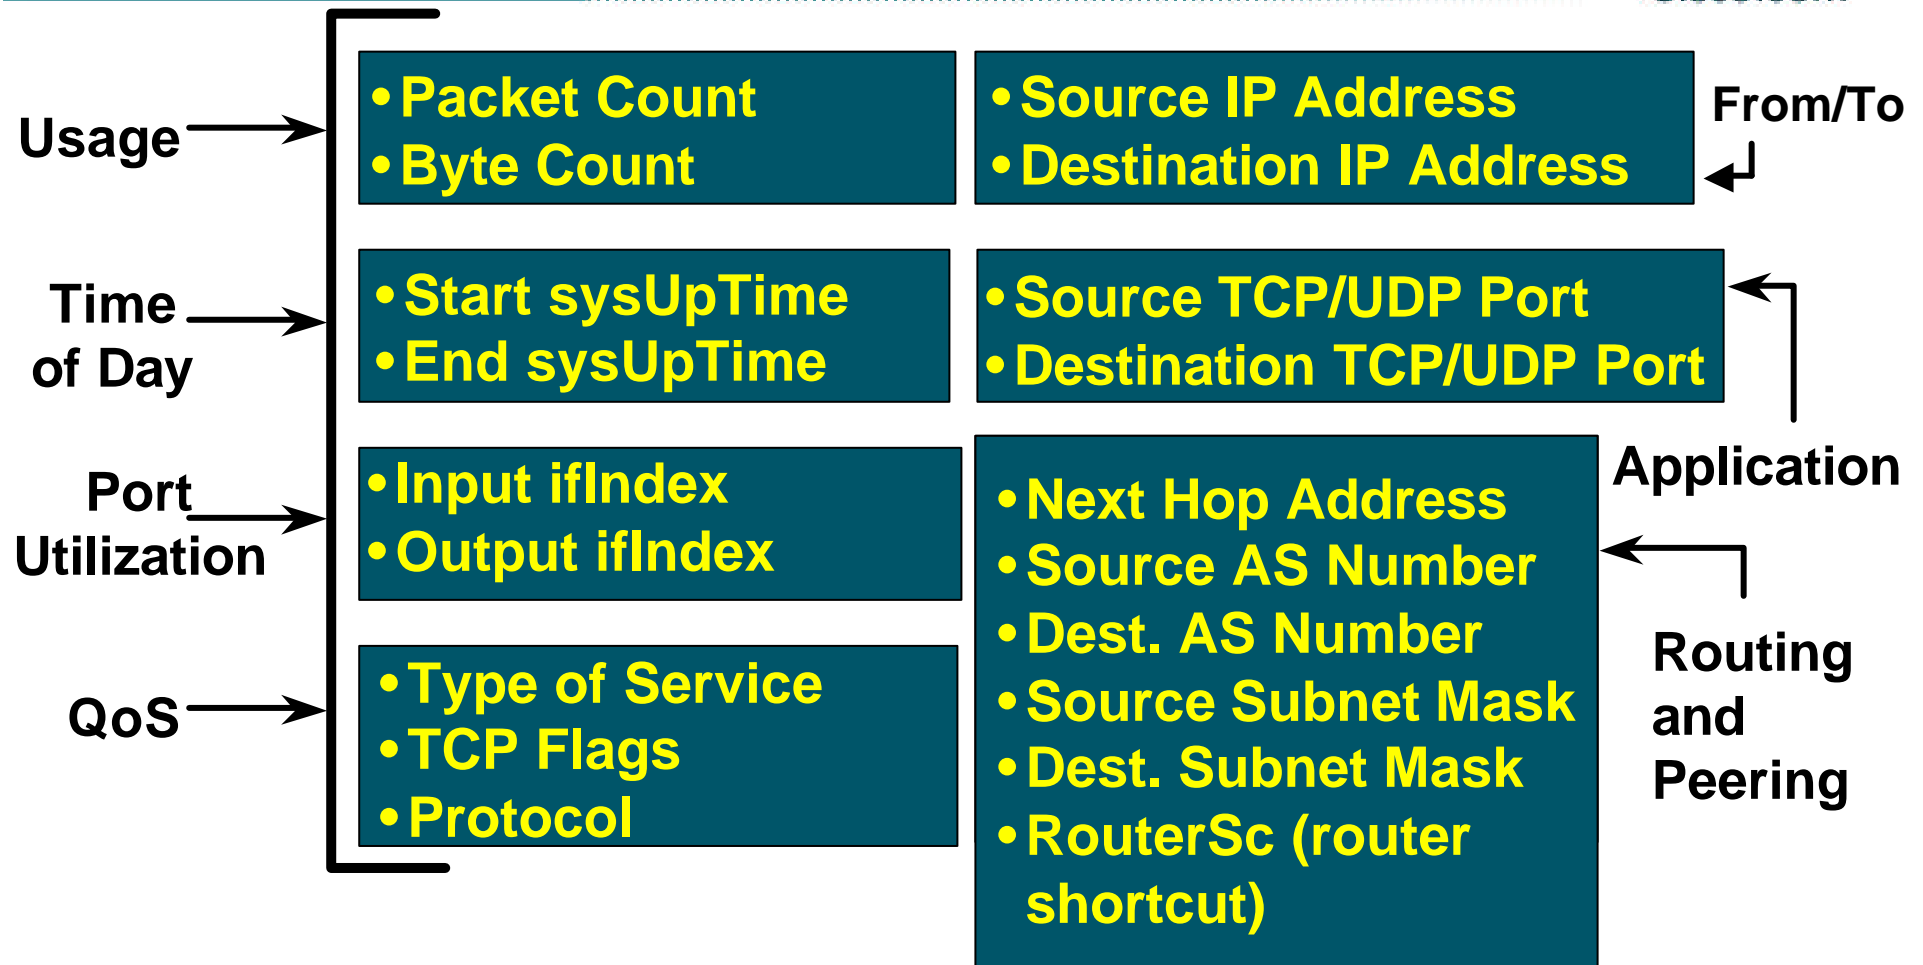 Usage
• Packet Count
• Byte Count
• Source IP Address
• Destination IP Address
From/To
Time
of Day
• Start sysUpTime
• End sysUpTime
• Source TCP/UDP Port
• Destination TCP/UDP Port
Application
Port
Utilization
• Input ifIndex
• Output ifIndex
• Next Hop Address
• Source AS Number
• Dest. AS Number
• Source Subnet Mask
• Dest. Subnet Mask
• RouterSc (router
shortcut)
Routing
and
Peering
QoS
• Type of Service
• TCP Flags
• Protocol